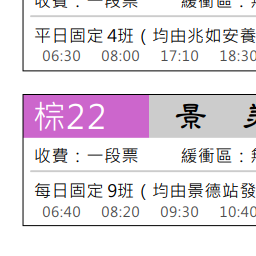 收費：一段票 緩衝區：無
平日固定 4班 ( 均由兆如安養
06:30 08:00 17:10 18:30
棕22 景
收費：一段票 緩衝區：無
每日固定 9班 ( 均由景德站發
06:40 08:20 09:30 10:40